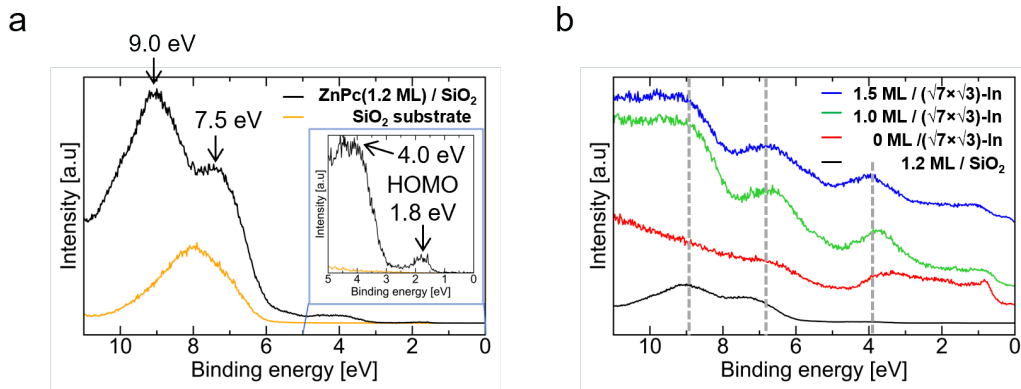 a
9.0 eV
7.5 eV
ZnPc(1.2 ML) / SiO₂
SiO₂ substrate
4.0 eV
HOMO
1.8 eV
Intensity [a.u]
5 4 3 2 1 0
Binding energy [eV]
Intensity [a.u]
10 8 6 4 2 0
Binding energy [eV]
b
1.5 ML / (√7×√3)-In
1.0 ML / (√7×√3)-In
0 ML /(√7×√3)-In
1.2 ML / SiO₂
Intensity [a.u]
10 8 6 4 2 0
Binding energy [eV]